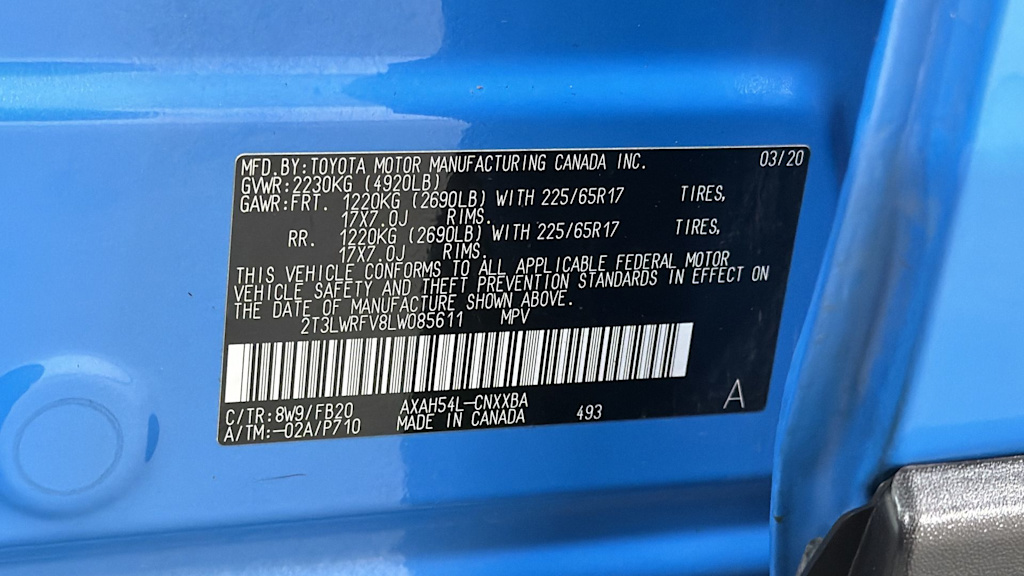 MFD.BY:TOYOTA MOTOR MANUFACTURING CANADA INC. 03/20
GVWR:2230KG (4920LB)
GAWR:FRT. 1220KG (2690LB) WITH 225/65R17 TIRES,
17X7.0J RIMS.
RR. 1220KG (2690LB) WITH 225/65R17 TIRES,
17X7.0J RIMS.
THIS VEHICLE CONFORMS TO ALL APPLICABLE FEDERAL MOTOR
VEHICLE SAFETY AND THEFT PREVENTION STANDARDS IN EFFECT ON
THE DATE OF MANUFACTURE SHOWN ABOVE.
2T3LWRFV8LW085611 MPV
C/TR:8W9/FB20 AXAH54L-CNXXBA 493 A
A/TM:-02A/P710 MADE IN CANADA